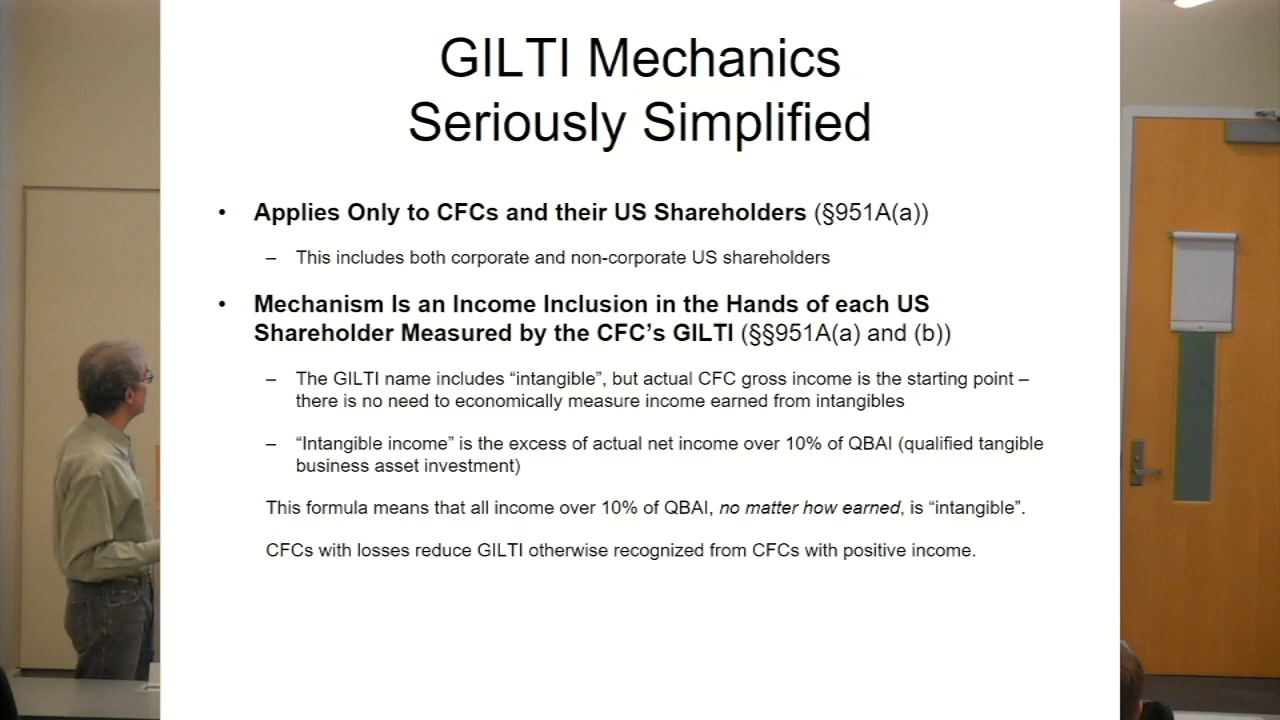 GILTI Mechanics
Seriously Simplified
• Applies Only to CFCs and their US Shareholders (§951A(a))
– This includes both corporate and non-corporate US shareholders
• Mechanism Is an Income Inclusion in the Hands of each US
Shareholder Measured by the CFC’s GILTI (§§951A(a) and (b))
– The GILTI name includes “intangible”, but actual CFC gross income is the starting point –
there is no need to economically measure income earned from intangibles
– “Intangible income” is the excess of actual net income over 10% of QBAI (qualified tangible
business asset investment)
This formula means that all income over 10% of QBAI, no matter how earned, is “intangible”.
CFCs with losses reduce GILTI otherwise recognized from CFCs with positive income.